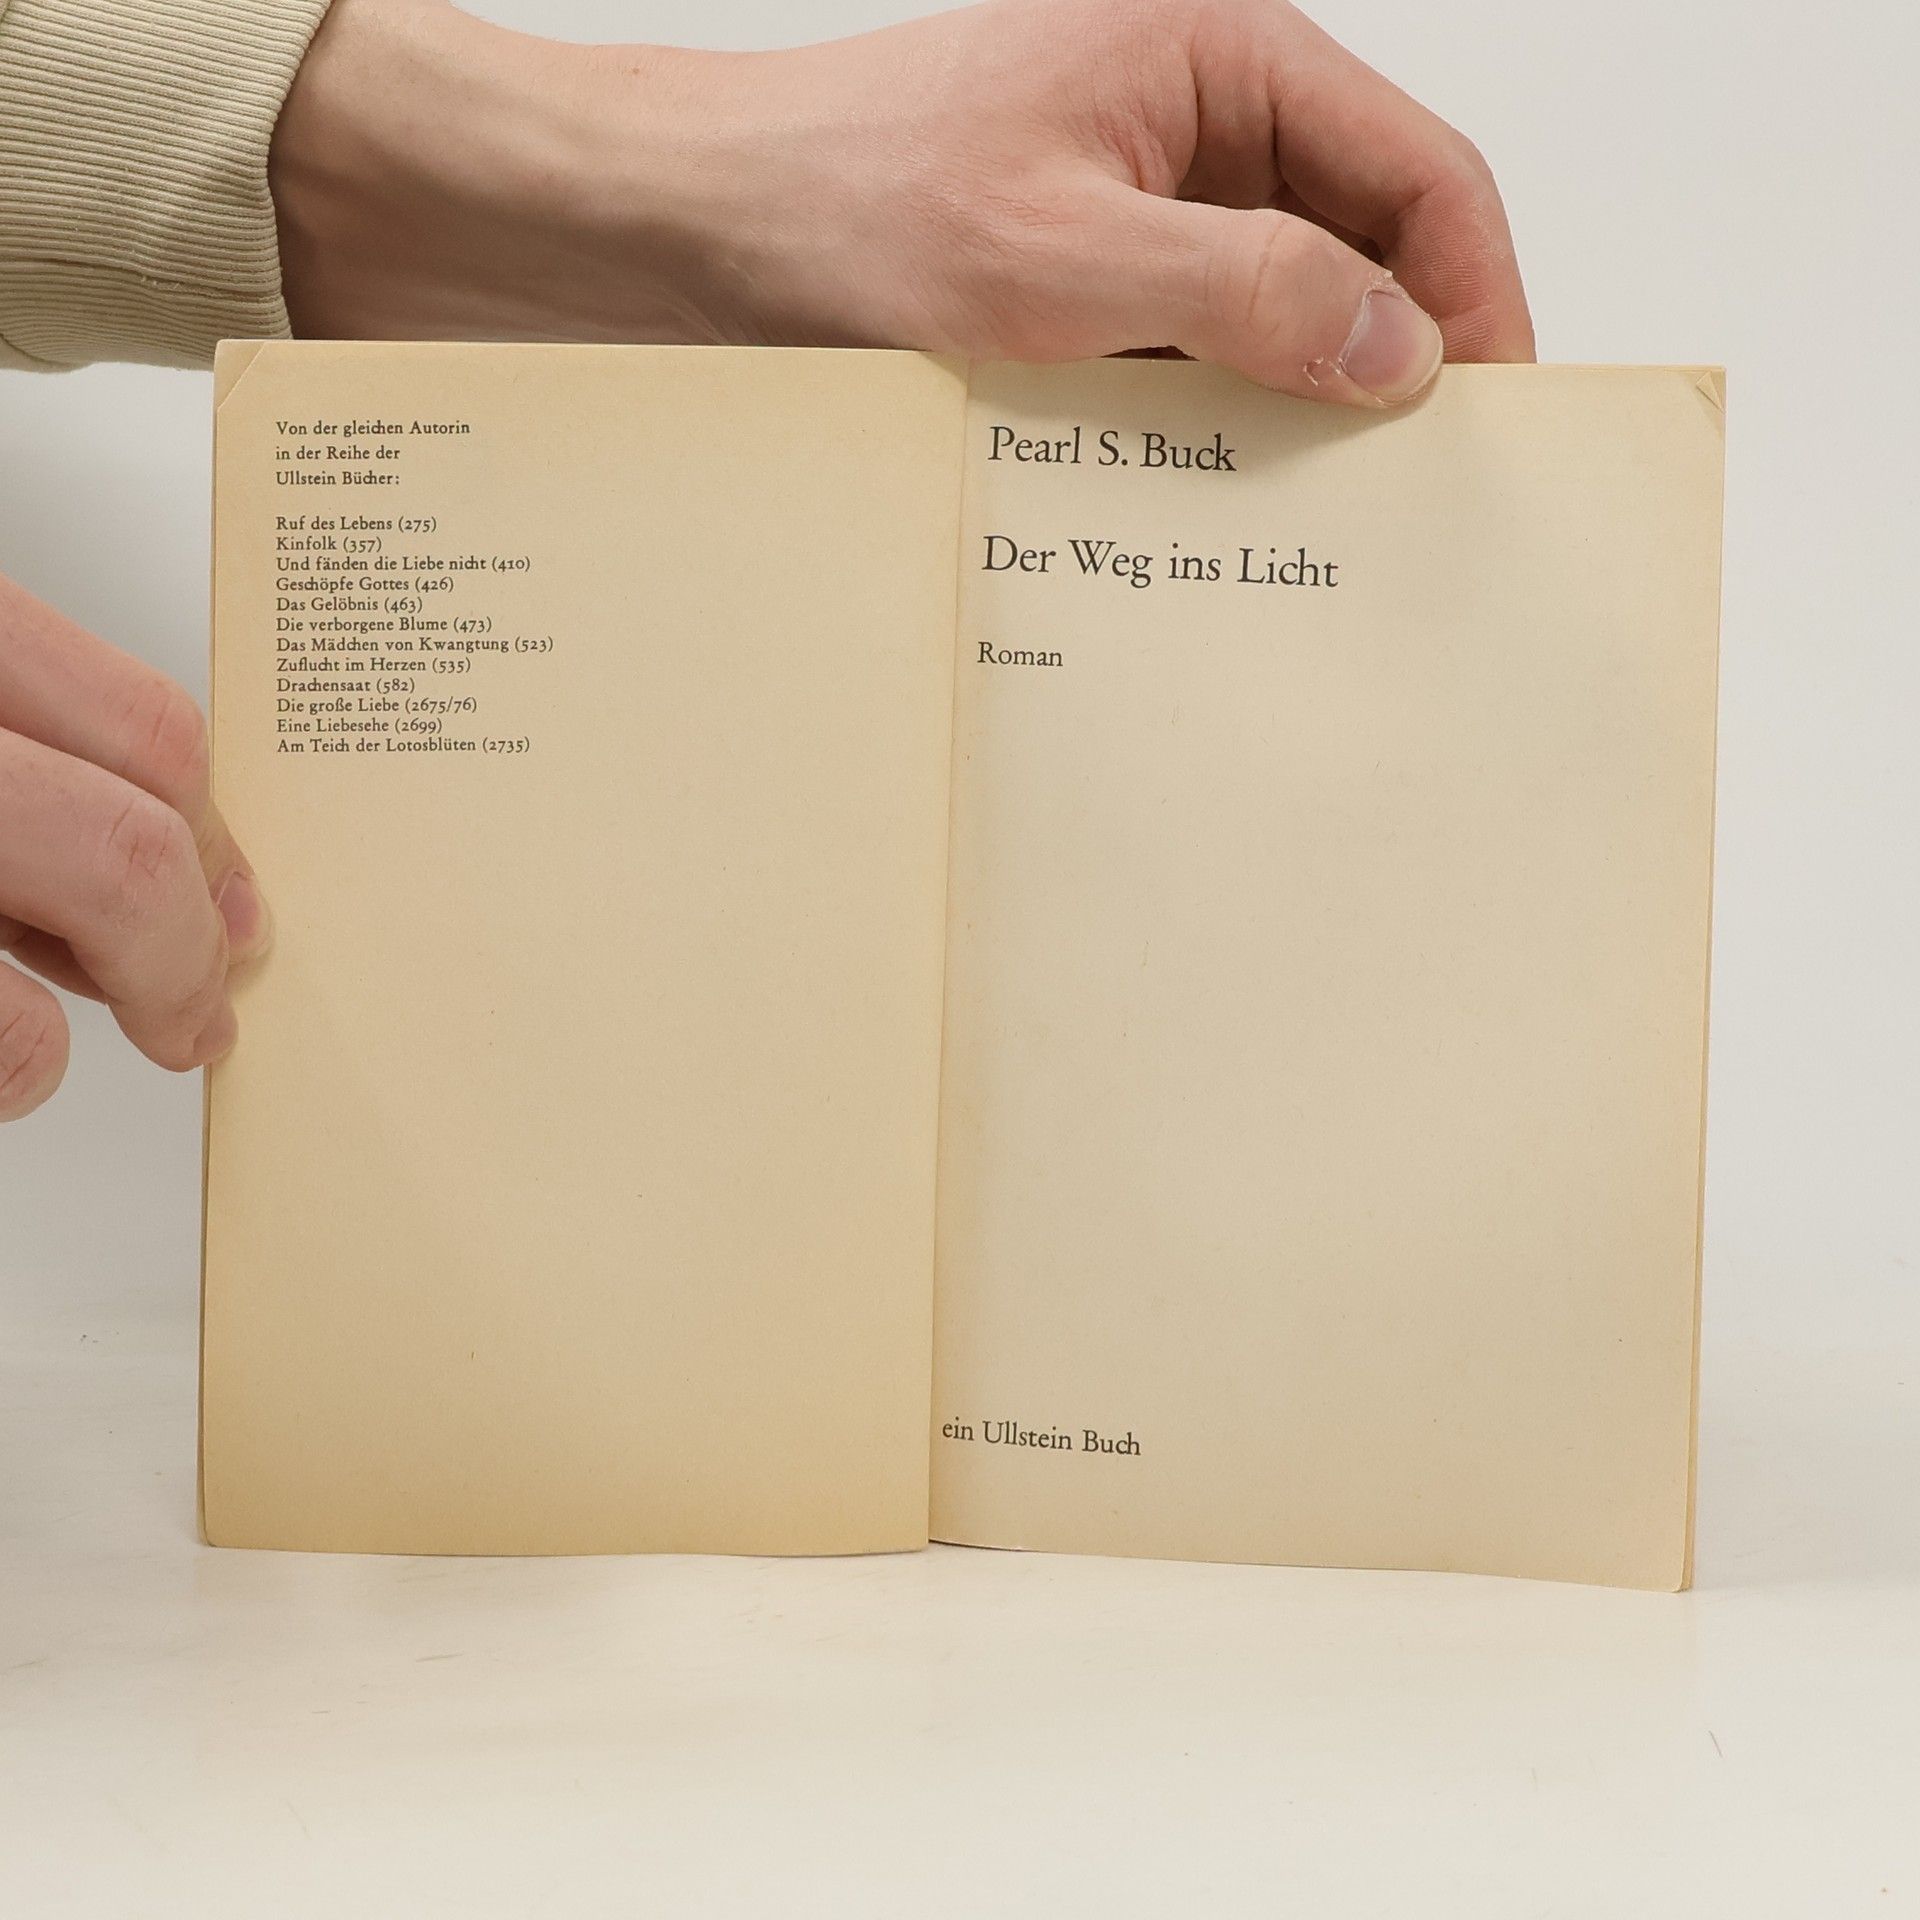 Von der gleichen Autorin
in der Reihe der
Ullstein Bücher:
Ruf des Lebens (275)
Kinfolk (357)
Und fänden die Liebe nicht (410)
Geschöpfe Gottes (426)
Das Gelöbnis (463)
Die verborgene Blume (473)
Das Mädchen von Kwangtung (523)
Zuflucht im Herzen (535)
Drachensaat (582)
Die große Liebe (2675/76)
Eine Liebesehe (2699)
Am Teich der Lotosblüten (2735)
Pearl S. Buck
Der Weg ins Licht
Roman
ein Ullstein Buch